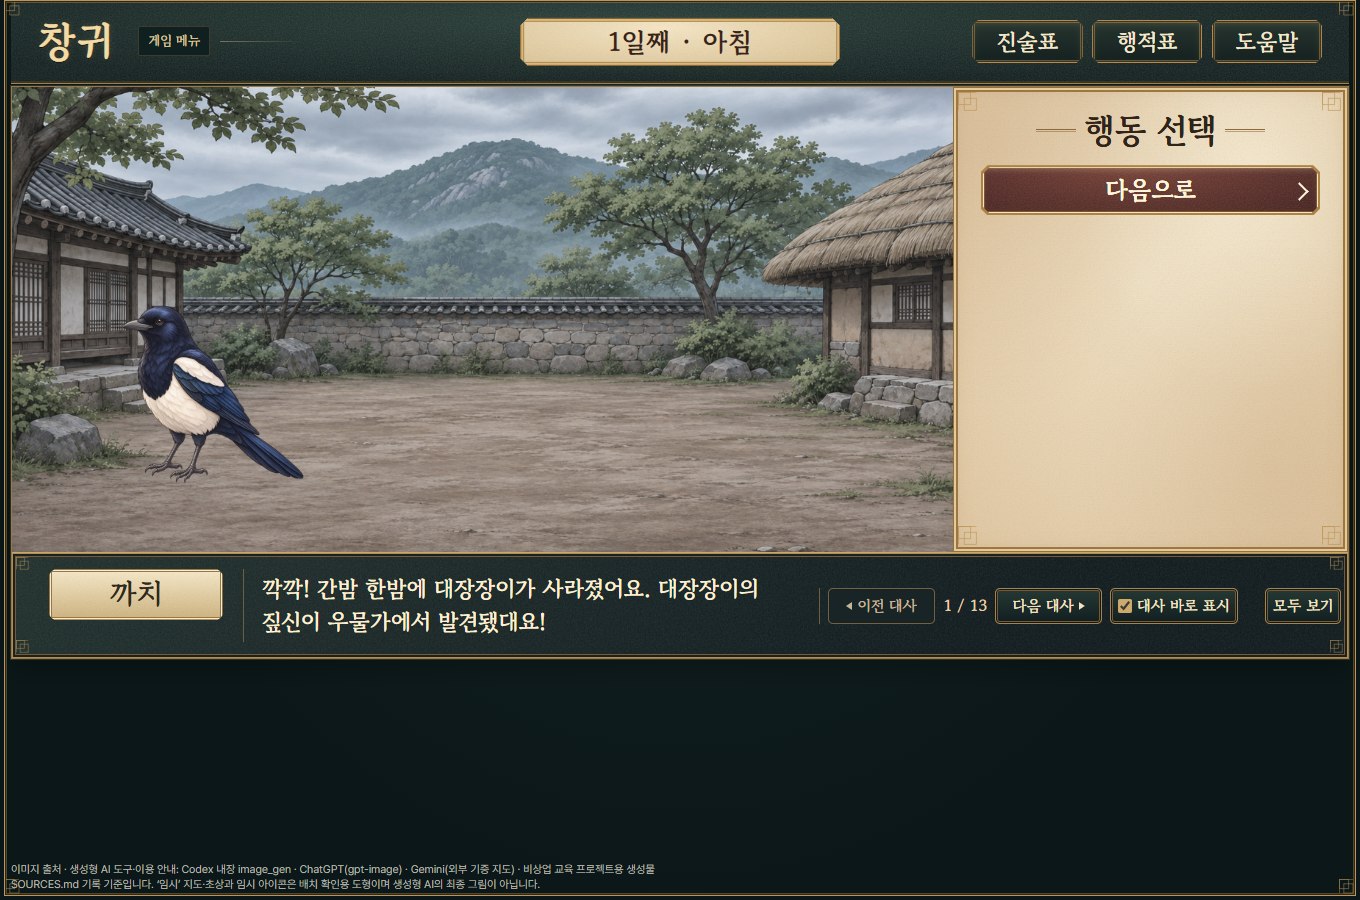 창귀
게임 메뉴
1일째 · 아침
진술표
행적표
도움말
행동 선택
다음으로
까치
깍깍! 간밤 한밤에 대장장이가 사라졌어요. 대장장이의
짚신이 우물가에서 발견됐대요!
이전 대사
1 / 13
다음 대사
대사 바로 표시
모두 보기
이미지 출처 · 생성형 AI 도구·이용 안내: Codex 내장 image_gen · ChatGPT(gpt-image) · Gemini(외부 기증 지도) · 비상업 교육 프로젝트용 생성물
SOURCES.md 기록 기준입니다. ‘임시’ 지도·초상과 임시 아이콘은 배치 확인용 도형이며 생성형 AI의 최종 그림이 아닙니다.